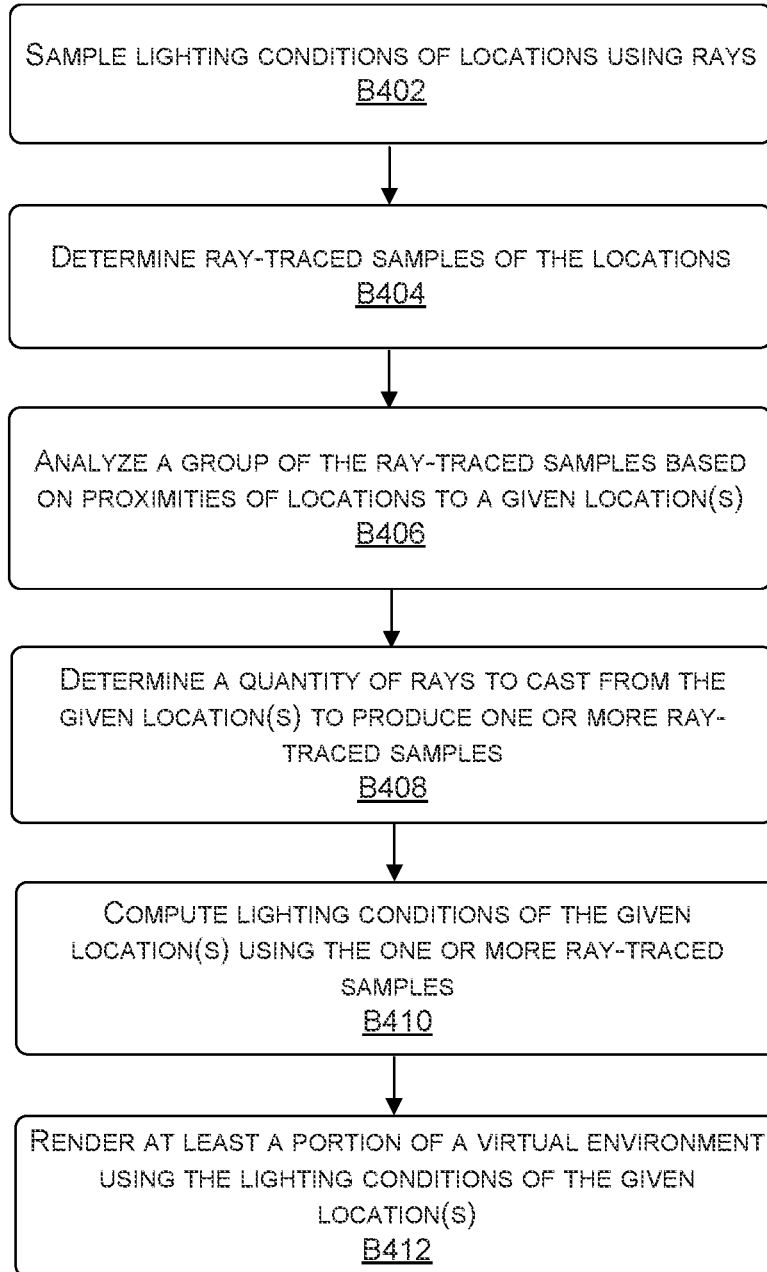 SAMPLE LIGHTING CONDITIONS OF LOCATIONS USING RAYS
B402
DETERMINE RAY-TRACED SAMPLES OF THE LOCATIONS
B404
ANALYZE A GROUP OF THE RAY-TRACED SAMPLES BASED
ON PROXIMITIES OF LOCATIONS TO A GIVEN LOCATION(S)
B406
DETERMINE A QUANTITY OF RAYS TO CAST FROM THE
GIVEN LOCATION(S) TO PRODUCE ONE OR MORE RAY-
TRACED SAMPLES
B408
COMPUTE LIGHTING CONDITIONS OF THE GIVEN
LOCATION(S) USING THE ONE OR MORE RAY-TRACED
SAMPLES
B410
RENDER AT LEAST A PORTION OF A VIRTUAL ENVIRONMENT
USING THE LIGHTING CONDITIONS OF THE GIVEN
LOCATION(S)
B412